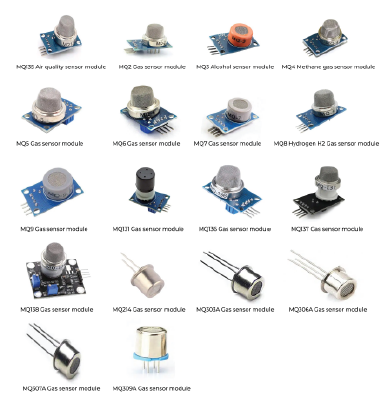 MQ135 Air quality sensor module
MQ2 Gas sensor module
MQ3 Alcohol sensor module
MQ4 Methane gas sensor module
MQ5 Gas sensor module
MQ6 Gas sensor module
MQ7 Gas sensor module
MQ8 Hydrogen H2 Gas sensor module
MQ9 Gas sensor module
MQ131 Gas sensor module
MQ136 Gas sensor module
MQ137 Gas sensor module
MQ138 Gas sensor module
MQ214 Gas sensor module
MQ303A Gas sensor module
MQ306A Gas sensor module
MQ307A Gas sensor module
MQ309A Gas sensor module